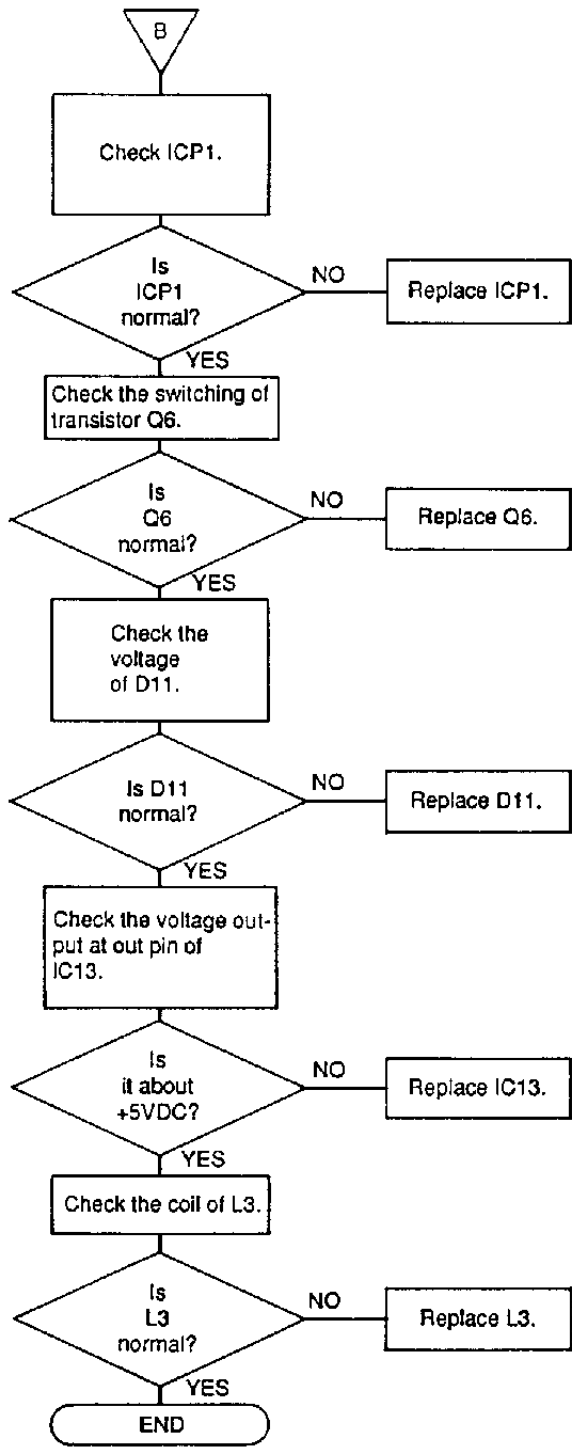 B
Check ICP1.
Is
ICP1
normal?
NO
Replace ICP1.
YES
Check the switching of
transistor Q6.
Is
Q6
normal?
NO
Replace Q6.
YES
Check the
voltage
of D11.
Is D11
normal?
NO
Replace D11.
YES
Check the voltage out-
put at out pin of
IC13.
Is
it about
+5VDC?
NO
Replace IC13.
YES
Check the coil of L3.
Is
L3
normal?
NO
Replace L3.
YES
END